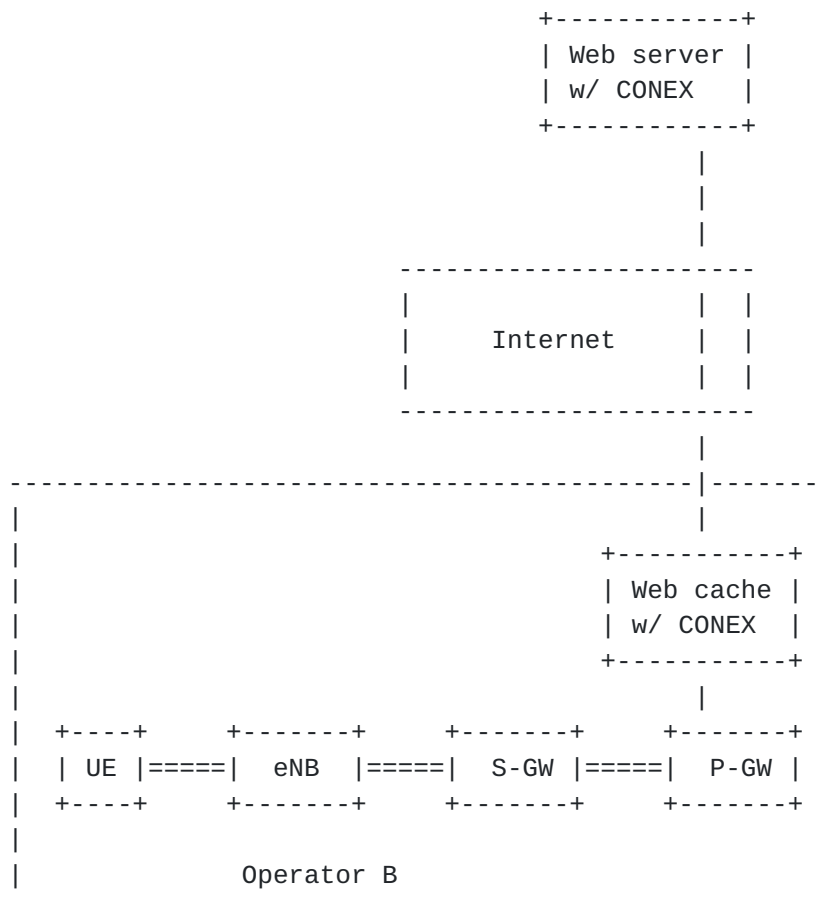 Web server
w/ CONEX
Internet
Web cache
w/ CONEX
UE eNB S-GW P-GW
Operator B